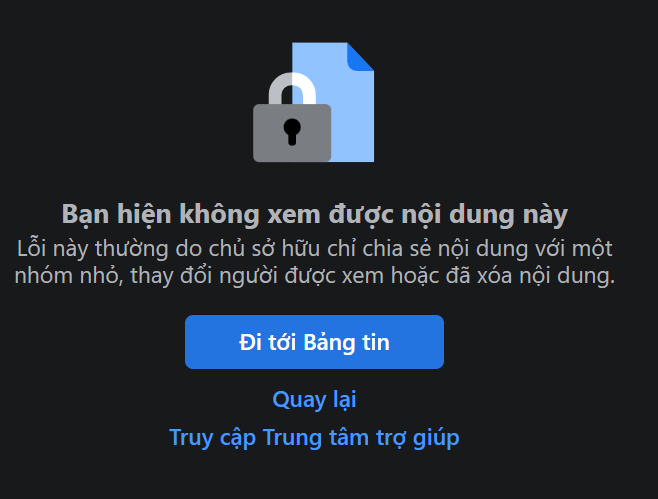 Bạn hiện không xem được nội dung này
Lỗi này thường do chủ sở hữu chỉ chia sẻ nội dung với một
nhóm nhỏ, thay đổi người được xem hoặc đã xóa nội dung.
Đi tới Bảng tin
Quay lại
Truy cập Trung tâm trợ giúp